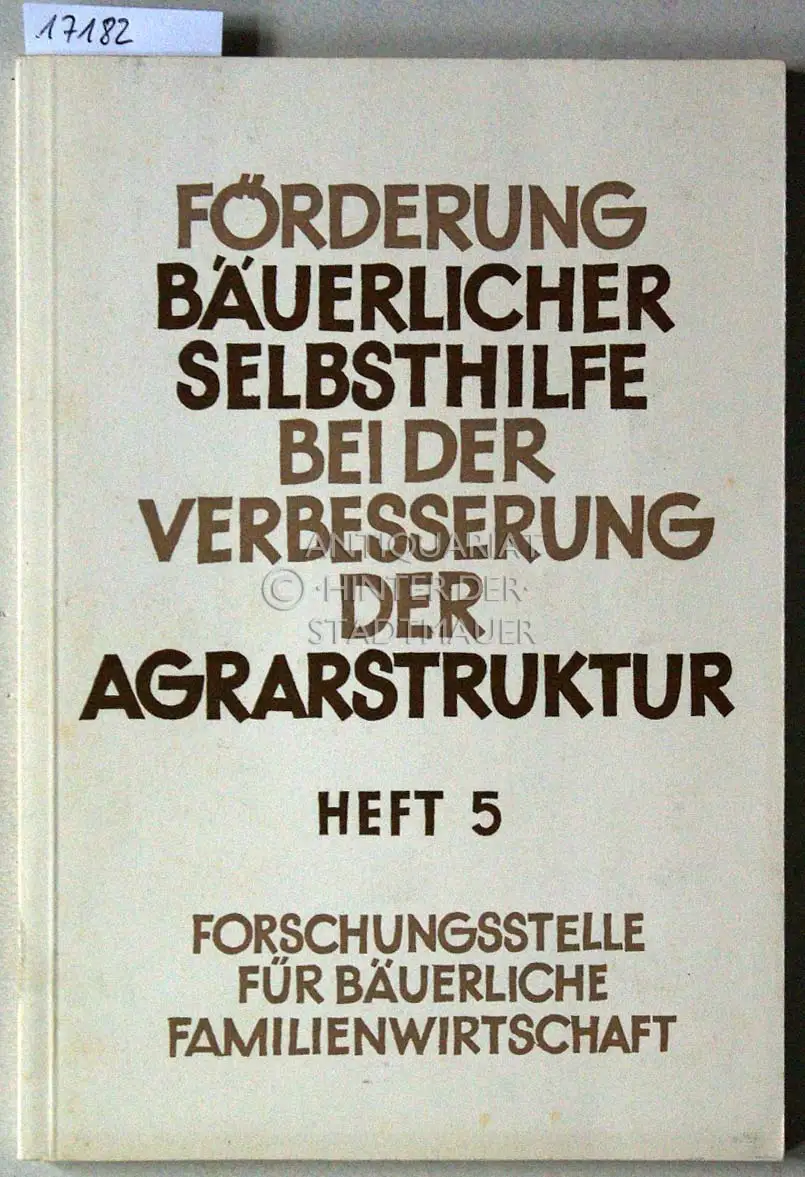 17182
FÖRDERUNG
BÄUERLICHER
SELBSTHILFE
BEI DER
VERBESSERUNG
DER
AGRARSTRUKTUR
ANTIQUARIAT
© ·HINTER DER·
STADTMAUER
HEFT 5
FORSCHUNGSSTELLE
FÜR BÄUERLICHE
FAMILIENWIRTSCHAFT